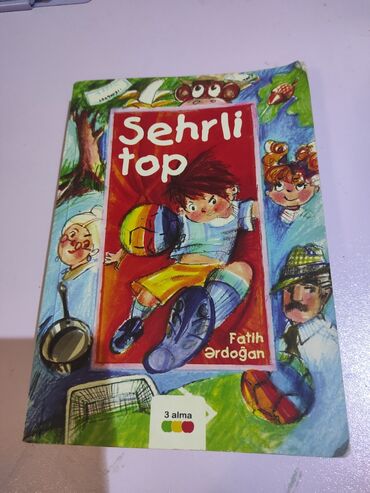 Sehrli
top
Fatih
Ərdoğan
3 alma